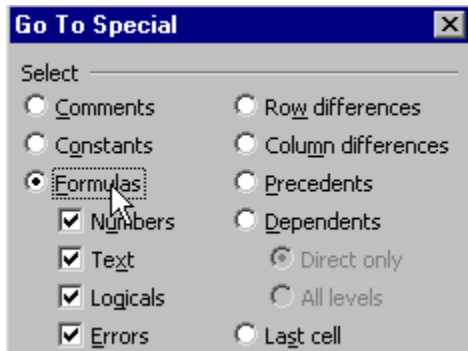 Go To Special
Select
Comments
Constants
Formulas
Numbers
Text
Logicals
Errors
Row differences
Column differences
Precedents
Dependents
Direct only
All levels
Last cell